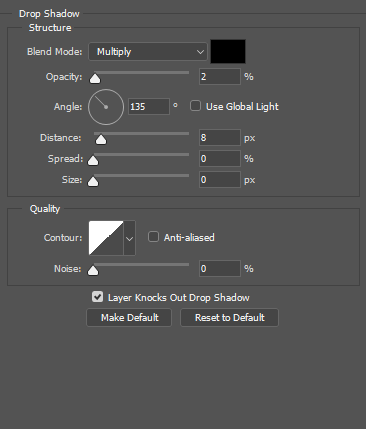 Drop Shadow
Structure
Blend Mode: Multiply
Opacity: 2 %
Angle: 135 ° Use Global Light
Distance: 8 px
Spread: 0 %
Size: 0 px
Quality
Contour: Anti-aliased
Noise: 0 %
Layer Knocks Out Drop Shadow
Make Default Reset to Default